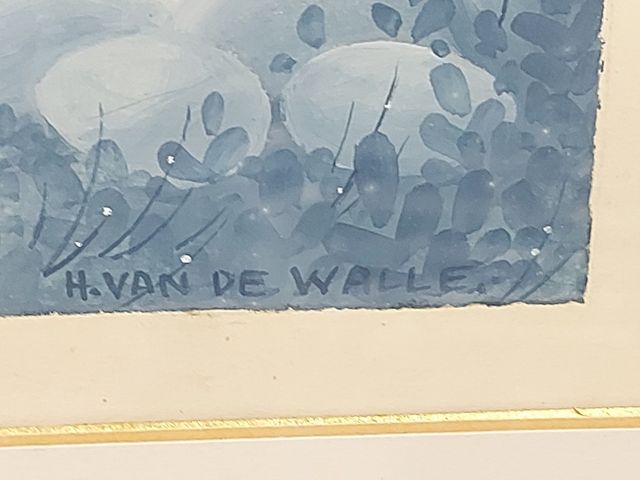 H. VAN DE WALLE.